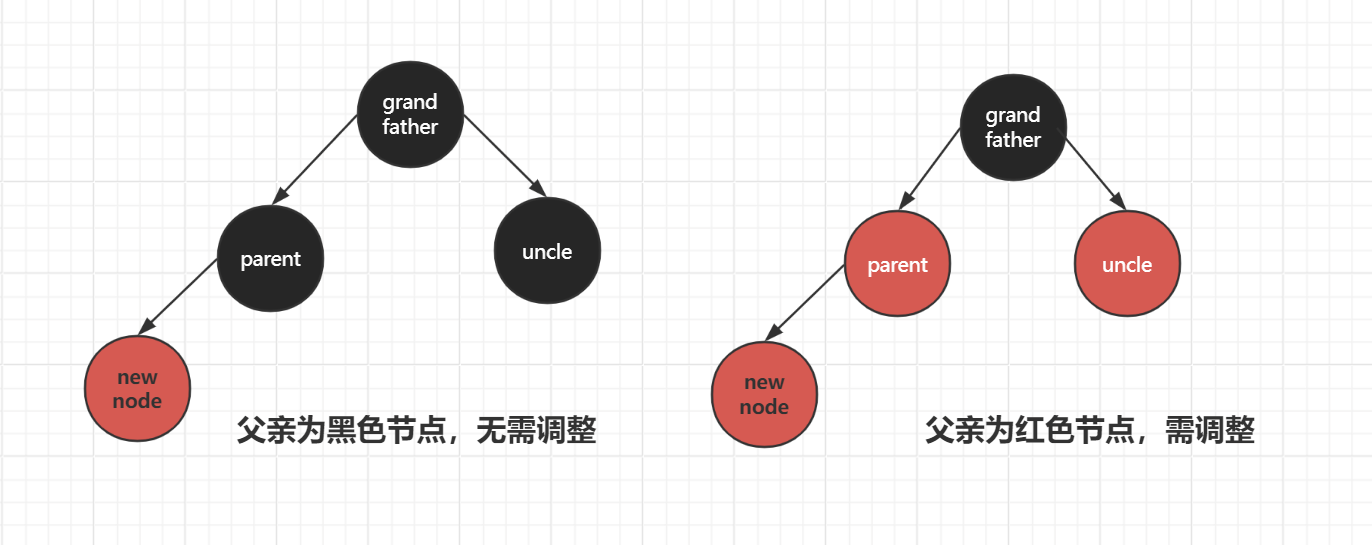 grand
father
parent
uncle
new
node
父亲为黑色节点，无需调整
grand
father
parent
uncle
new
node
父亲为红色节点，需调整